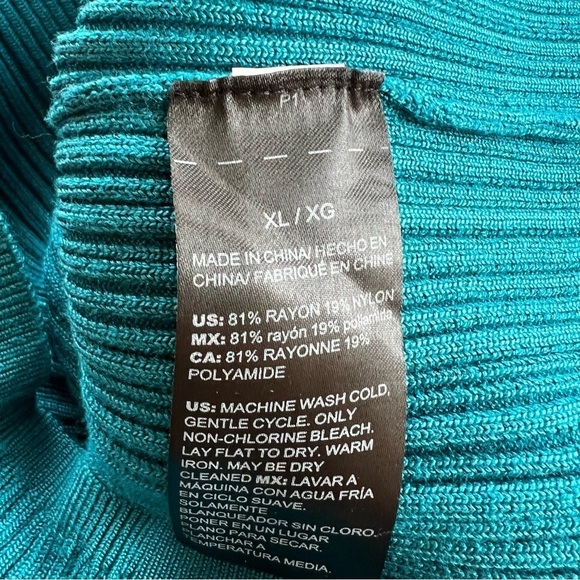 P1
XL / XG
MADE IN CHINA/ HECHO EN
CHINA/ FABRIQUÉ EN CHINE
US: 81% RAYON 19% NYLON
MX: 81% rayón 19% poliamida
CA: 81% RAYONNE 19%
POLYAMIDE
US: MACHINE WASH COLD,
GENTLE CYCLE. ONLY
NON-CHLORINE BLEACH.
LAY FLAT TO DRY. WARM
IRON. MAY BE DRY
CLEANED MX: LAVAR A
MÁQUINA CON AGUA FRÍA
EN CICLO SUAVE.
SOLAMENTE
BLANQUEADOR SIN CLORO.
PONER EN UN LUGAR
PLANO PARA SECAR.
PLANCHAR A
TEMPERATURA MEDIA.